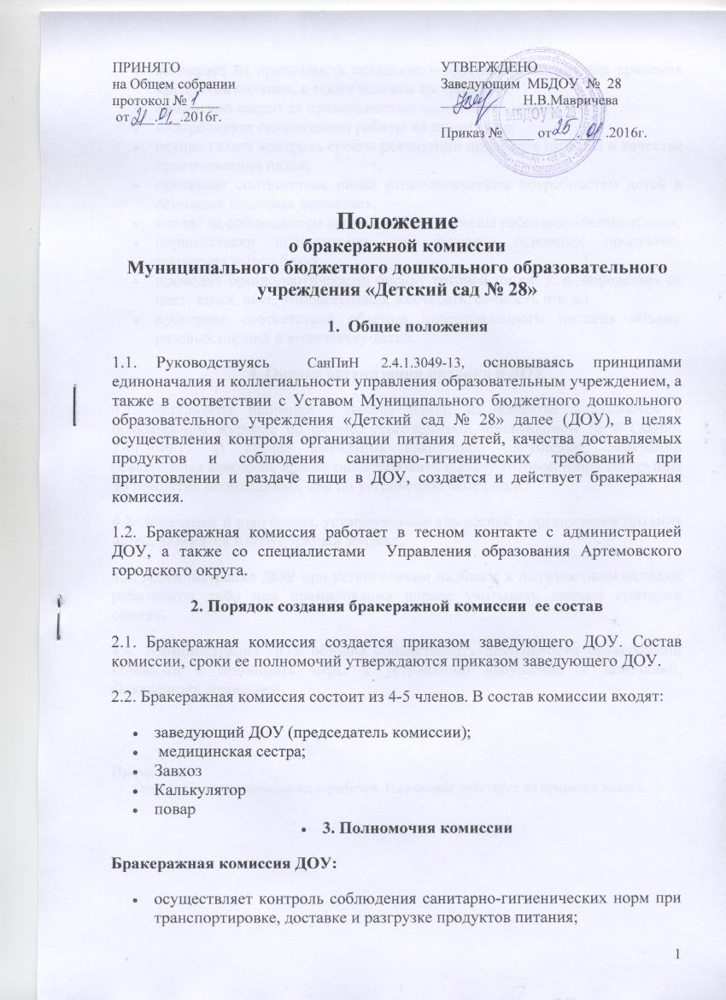 ПРИНЯТО
на Общем собрании
протокол № 1
от 21.01.2016г.
УТВЕРЖДЕНО
Заведующим МБДОУ № 28
Н.В.Мавричева
МБДОУ № 28
Приказ № _____ от 25.01.2016г.
Положение
о бракеражной комиссии
Муниципального бюджетного дошкольного образовательного
учреждения «Детский сад № 28»
1. Общие положения
1.1. Руководствуясь СанПиН 2.4.1.3049-13, основываясь принципами
единоначалия и коллегиальности управления образовательным учреждением, а
также в соответствии с Уставом Муниципального бюджетного дошкольного
образовательного учреждения «Детский сад № 28» далее (ДОУ), в целях
осуществления контроля организации питания детей, качества доставляемых
продуктов и соблюдения санитарно-гигиенических требований при
приготовлении и раздаче пищи в ДОУ, создается и действует бракеражная
комиссия.
1.2. Бракеражная комиссия работает в тесном контакте с администрацией
ДОУ, а также со специалистами Управления образования Артемовского
городского округа.
2. Порядок создания бракеражной комиссии ее состав
2.1. Бракеражная комиссия создается приказом заведующего ДОУ. Состав
комиссии, сроки ее полномочий утверждаются приказом заведующего ДОУ.
2.2. Бракеражная комиссия состоит из 4-5 членов. В состав комиссии входят:
• заведующий ДОУ (председатель комиссии);
• медицинская сестра;
• Завхоз
• Калькулятор
• повар
• 3. Полномочия комиссии
Бракеражная комиссия ДОУ:
• осуществляет контроль соблюдения санитарно-гигиенических норм при
транспортировке, доставке и разгрузке продуктов питания;
1